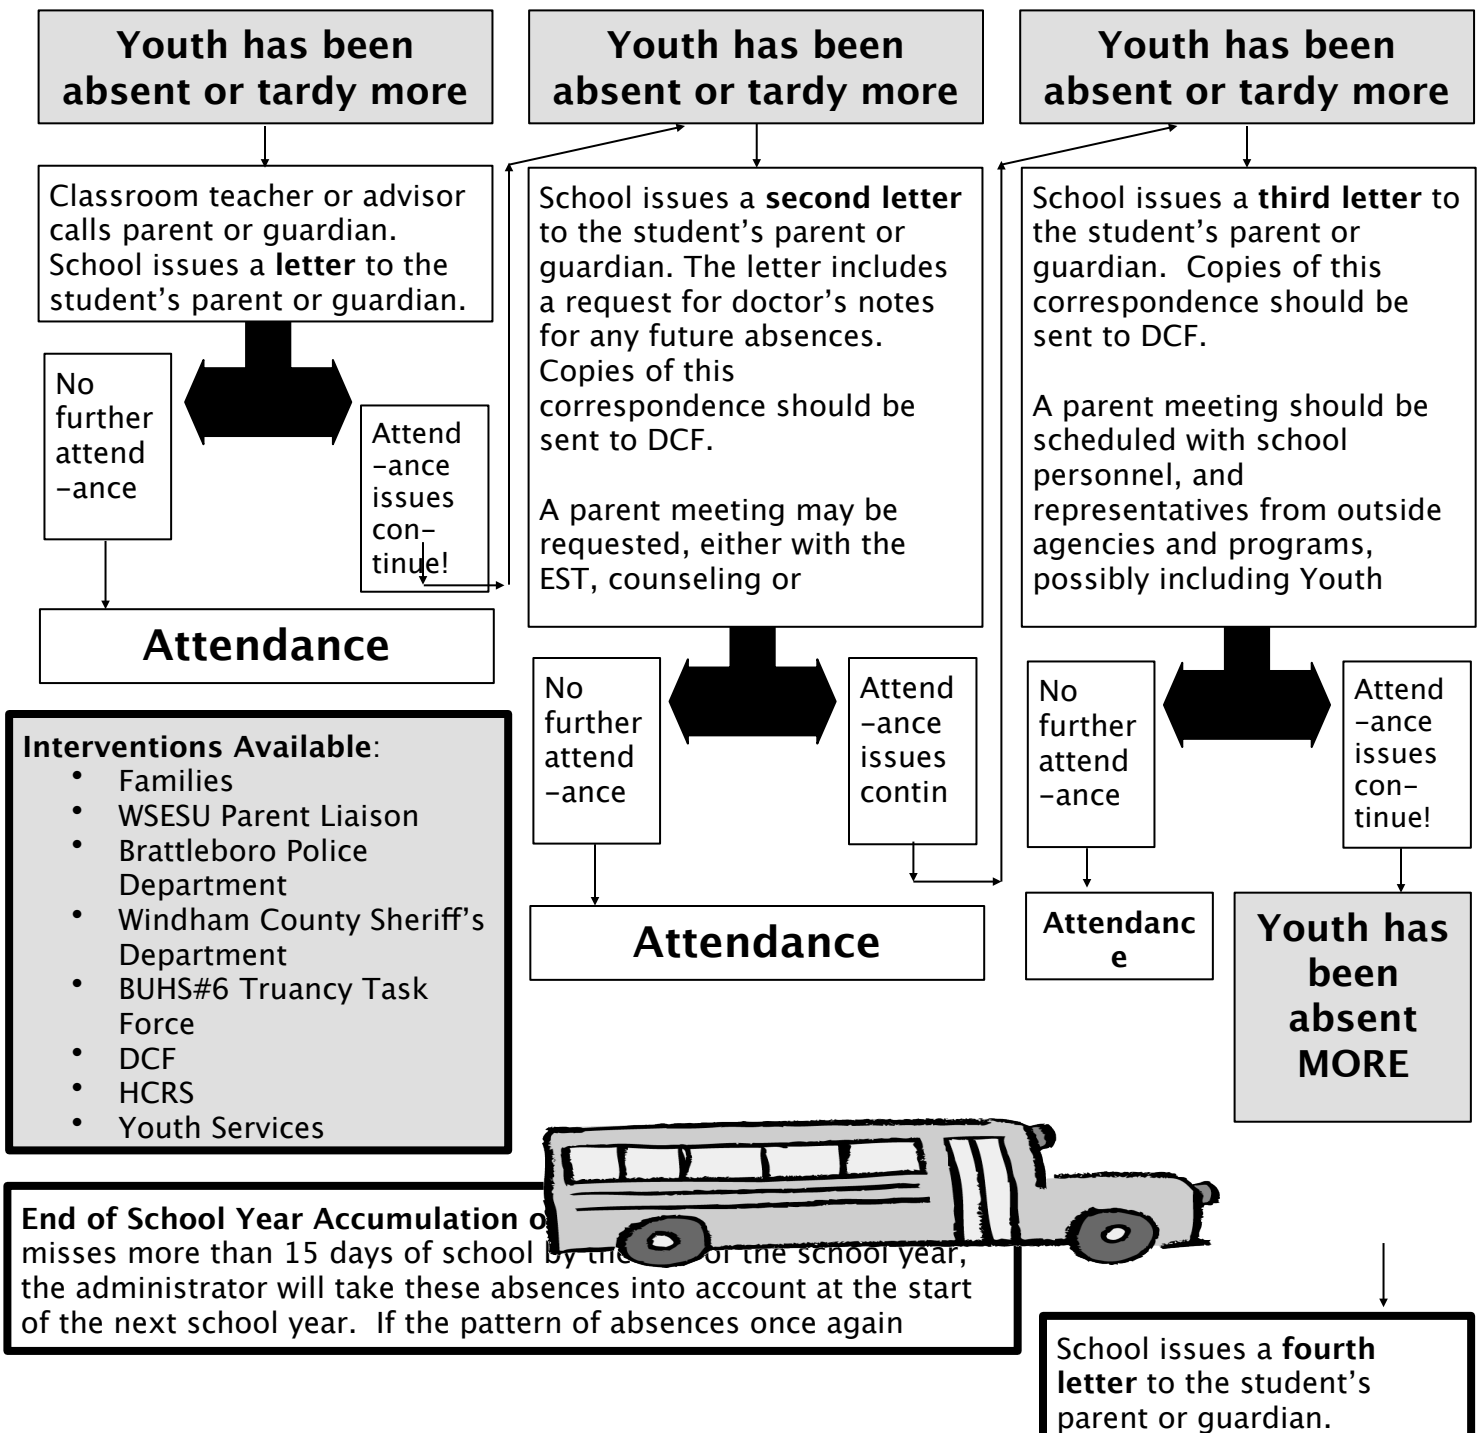 Youth has been
absent or tardy more
Classroom teacher or advisor
calls parent or guardian.
School issues a letter to the
student’s parent or guardian.
No
further
attend
-ance
Attend
-ance
issues
con-
tinue!
Attendance
Youth has been
absent or tardy more
School issues a second letter
to the student’s parent or
guardian. The letter includes
a request for doctor’s notes
for any future absences.
Copies of this
correspondence should be
sent to DCF.
A parent meeting may be
requested, either with the
EST, counseling or
No
further
attend
-ance
Attend
-ance
issues
contin
Attendance
Youth has been
absent or tardy more
School issues a third letter to
the student’s parent or
guardian.  Copies of this
correspondence should be
sent to DCF.
A parent meeting should be
scheduled with school
personnel, and
representatives from outside
agencies and programs,
possibly including Youth
No
further
attend
-ance
Attend
-ance
issues
con-
tinue!
Attendanc
e
Youth has
been
absent
MORE
Interventions Available:
• Families
• WSESU Parent Liaison
• Brattleboro Police
Department
• Windham County Sheriff’s
Department
• BUHS#6 Truancy Task
Force
• DCF
• HCRS
• Youth Services
End of School Year Accumulation
misses more than 15 days of school by the school year,
the administrator will take these absences into account at the start
of the next school year.  If the pattern of absences once again
School issues a fourth
letter to the student’s
parent or guardian.